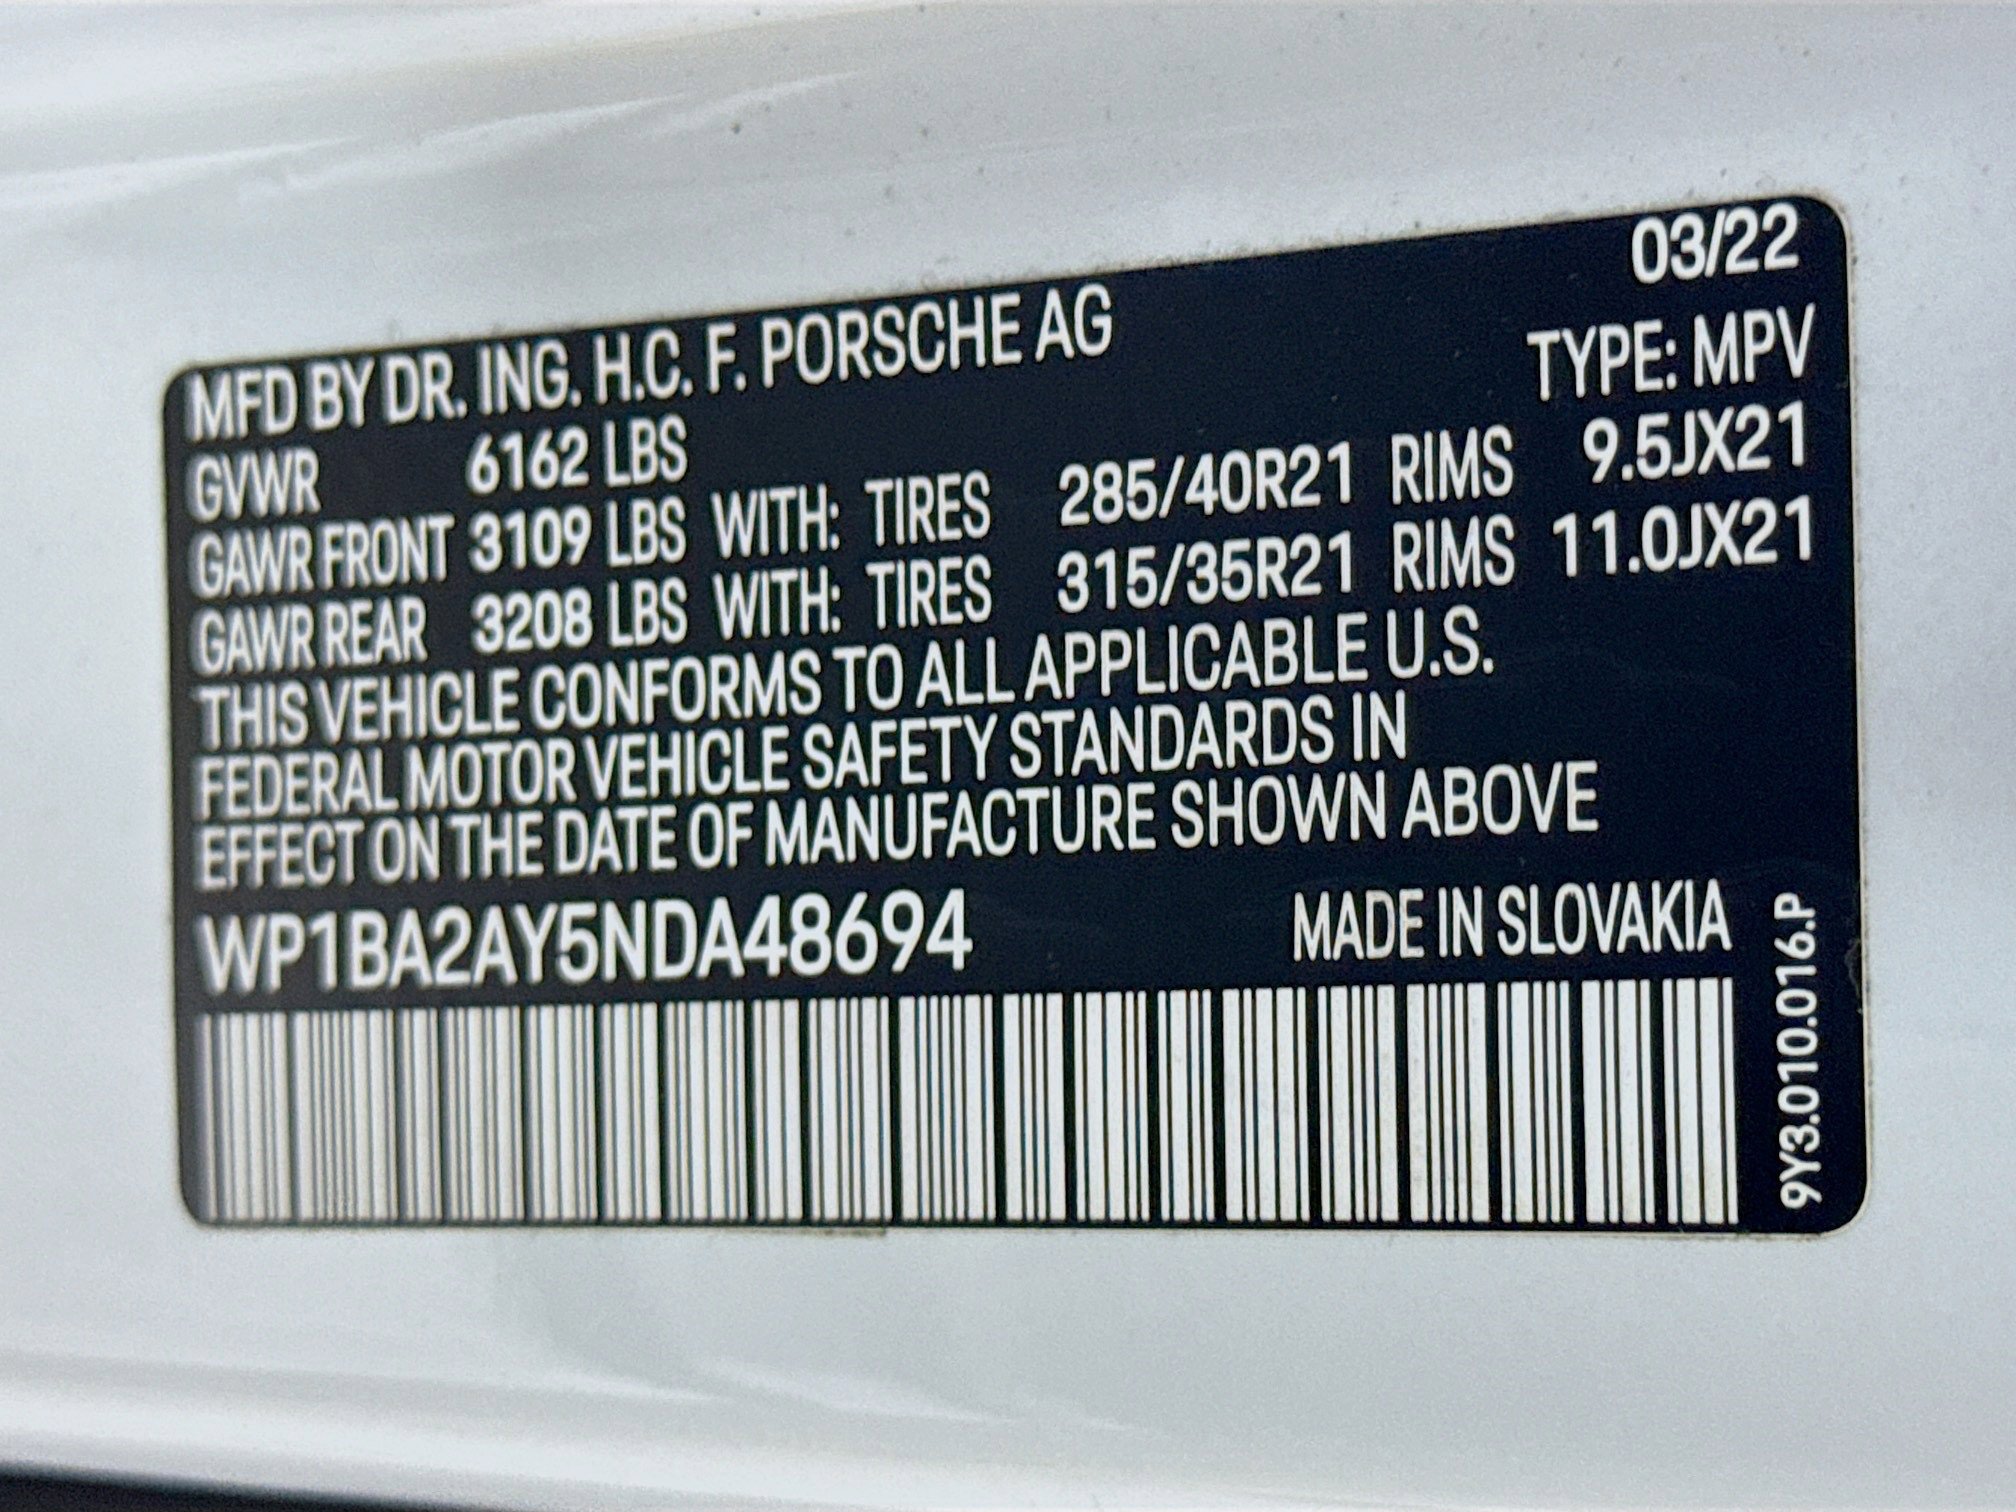 03/22
MFD BY DR. ING. H.C. F. PORSCHE AG TYPE: MPV
GVWR 6162 LBS
GAWR FRONT 3109 LBS WITH: TIRES 285/40R21 RIMS 9.5JX21
GAWR REAR 3208 LBS WITH: TIRES 315/35R21 RIMS 11.0JX21
THIS VEHICLE CONFORMS TO ALL APPLICABLE U.S.
FEDERAL MOTOR VEHICLE SAFETY STANDARDS IN
EFFECT ON THE DATE OF MANUFACTURE SHOWN ABOVE
WP1BA2AY5NDA48694 MADE IN SLOVAKIA
9Y3.010.016.P